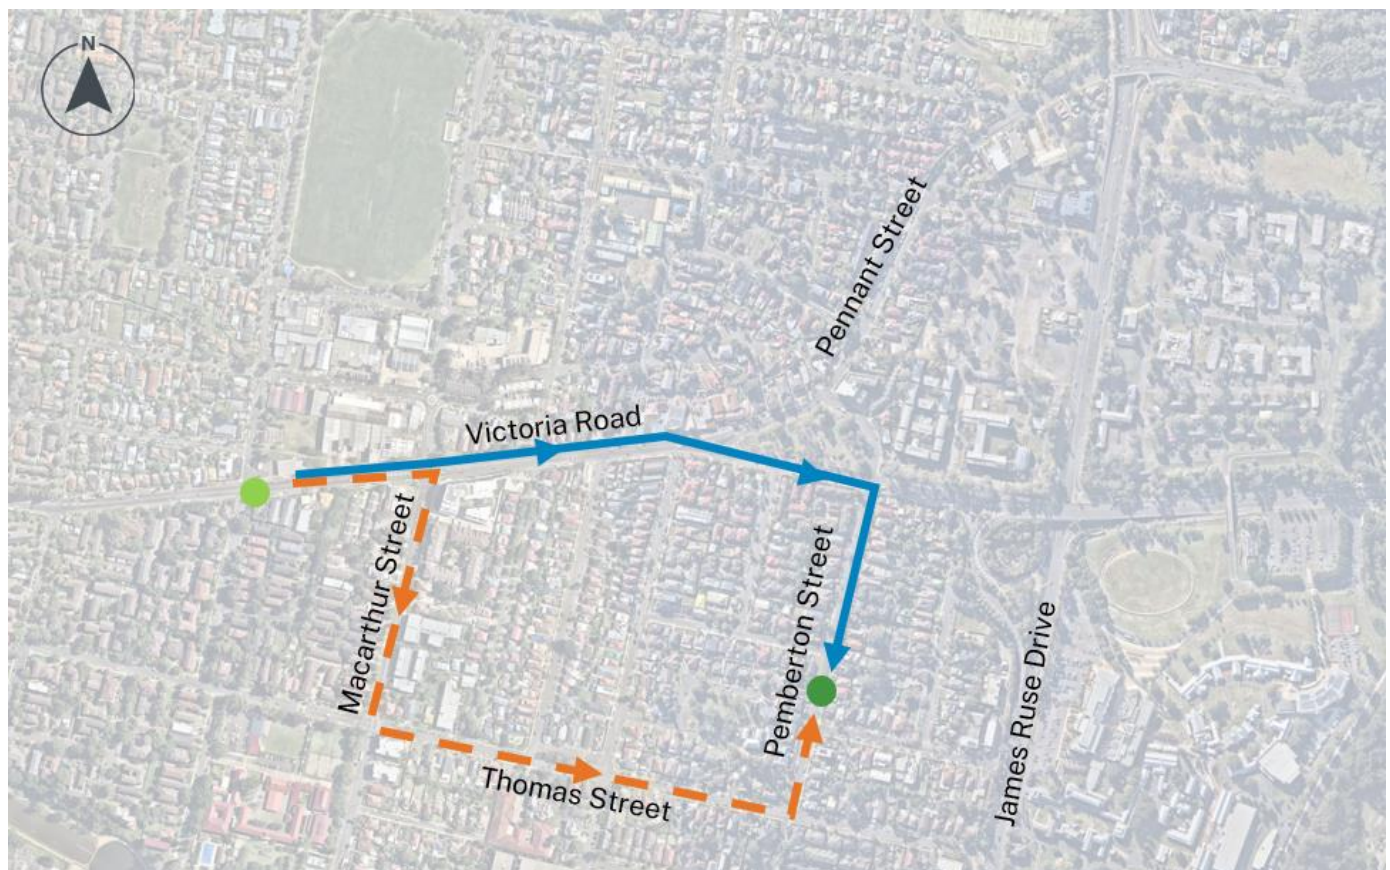 N
Pennant Street
Victoria Road
Macarthur Street
Pemberton Street
Thomas Street
James Ruse Drive